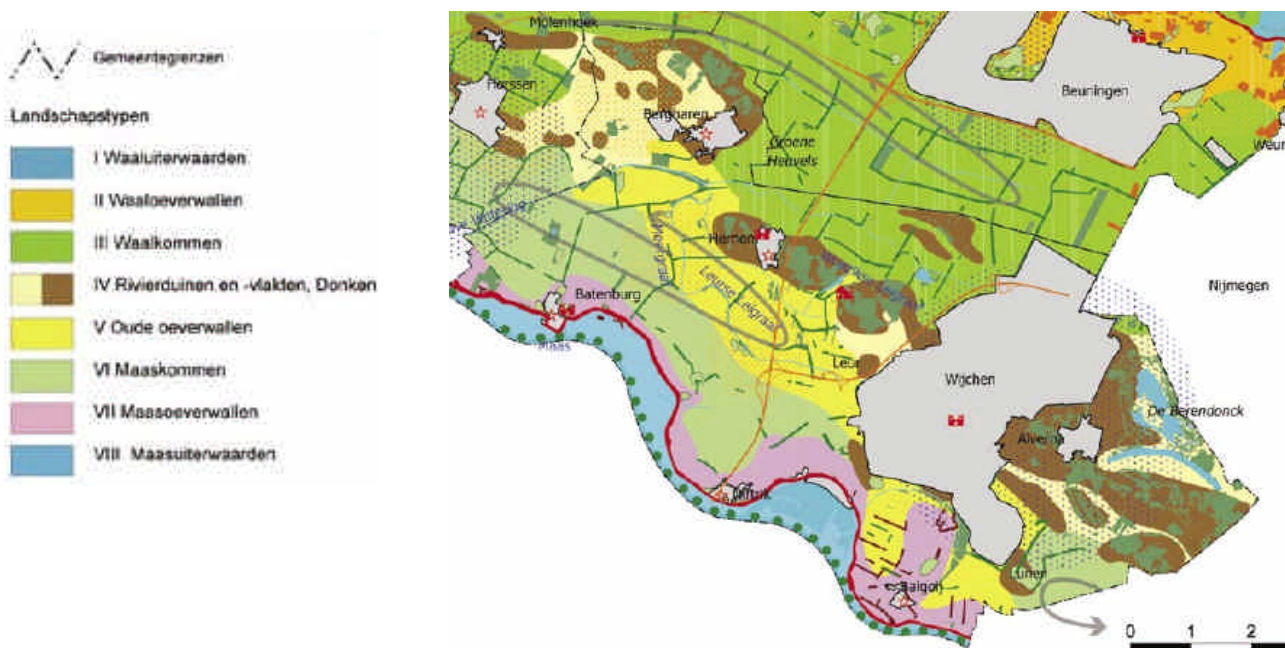 Gemeentegrenzen
Landschapstypen
I Waaluiterwaarden
II Waaloeverwallen
III Waalkommen
IV Rivierduinen en -vlakten, Donken
V Oude oeverwallen
VI Maaskommen
VII Maasoeverwallen
VIII Maasuiterwaarden
Molenhoek
Horssen
Bergharen
Beuningen
Groene
Heuvels
Weur
Hernen
Nijmegen
Leurse Leigraaf
Batenburg
Maas
Leur
Wijchen
De Berendonck
Alverna
Balgoij
Lunen
0 1 2